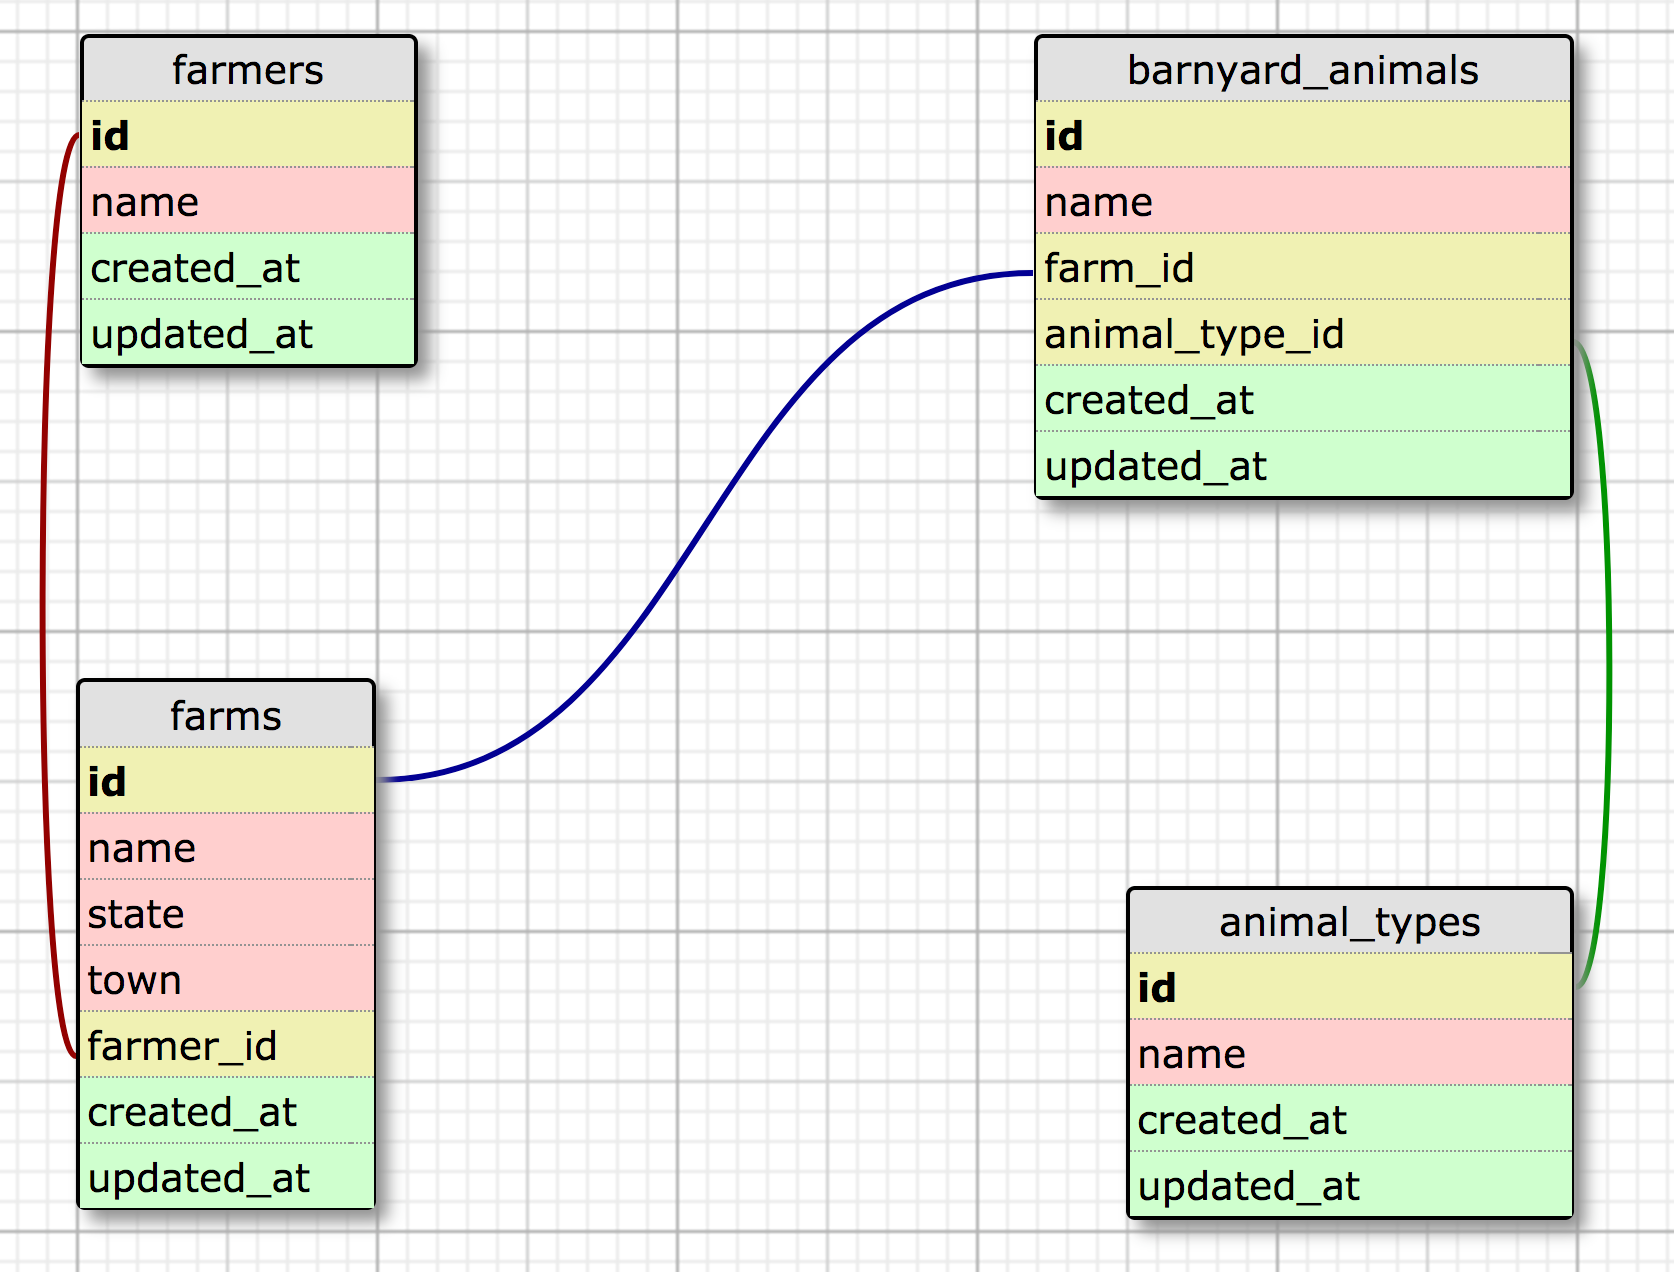 farmers
id
name
created_at
updated_at
barnyard_animals
id
name
farm_id
animal_type_id
created_at
updated_at
farms
id
name
state
town
farmer_id
created_at
updated_at
animal_types
id
name
created_at
updated_at